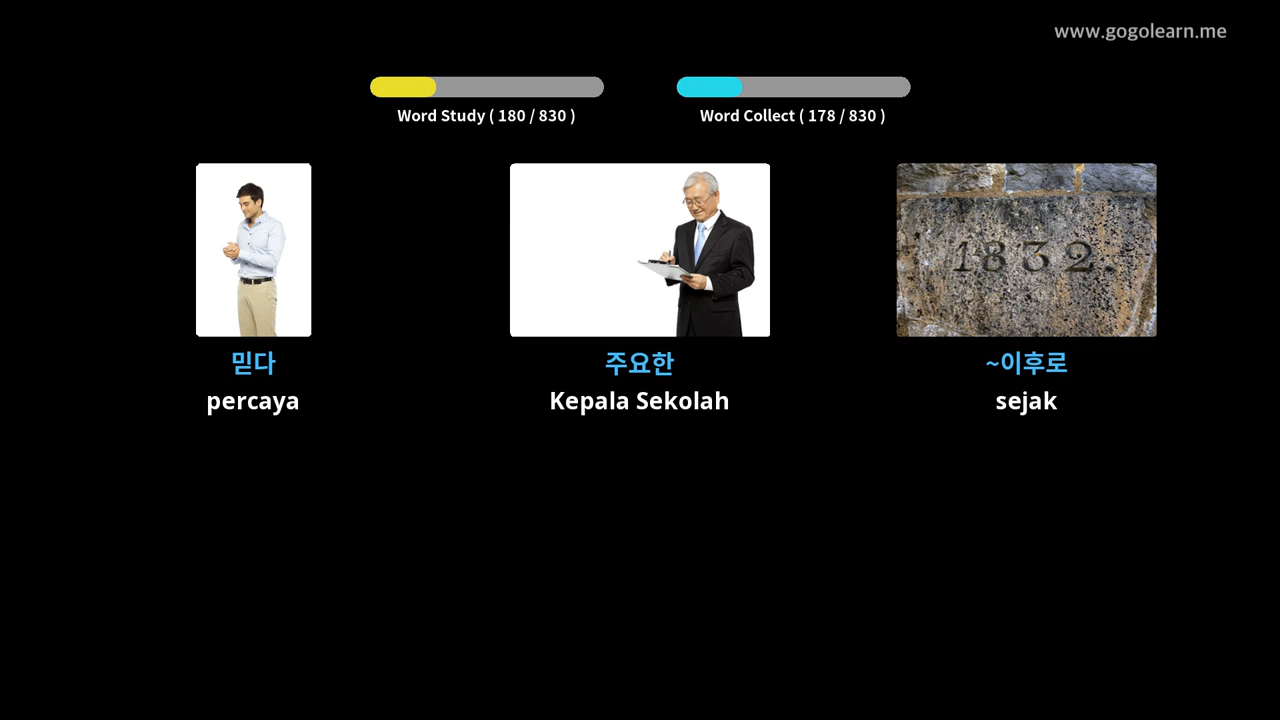 www.gogolearn.me
Word Study ( 180 / 830 )
Word Collect ( 178 / 830 )
1832.
믿다
주요한
~이후로
percaya
Kepala Sekolah
sejak